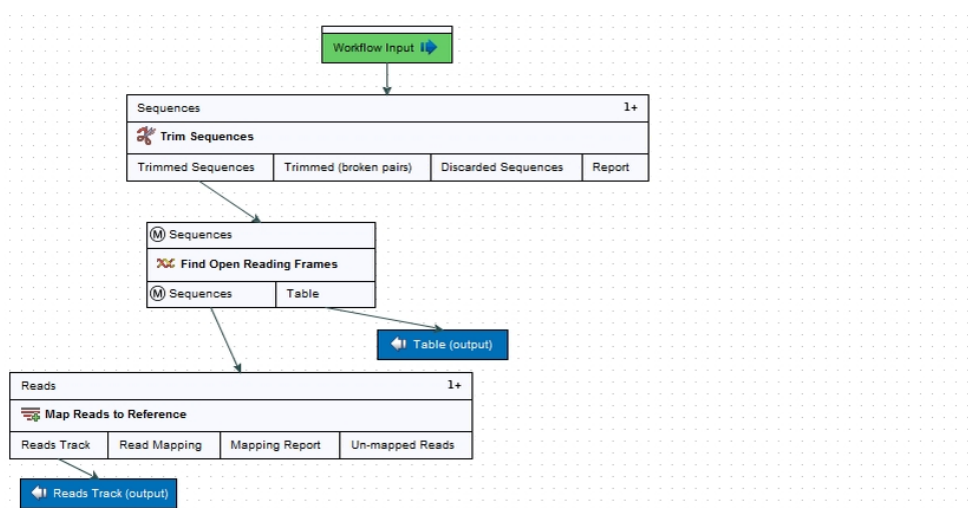 Workflow Input
Sequences 1+
Trim Sequences
Trimmed Sequences Trimmed (broken pairs) Discarded Sequences Report
M Sequences
Find Open Reading Frames
M Sequences Table
Table (output)
Reads 1+
Map Reads to Reference
Reads Track Read Mapping Mapping Report Un-mapped Reads
Reads Track (output)